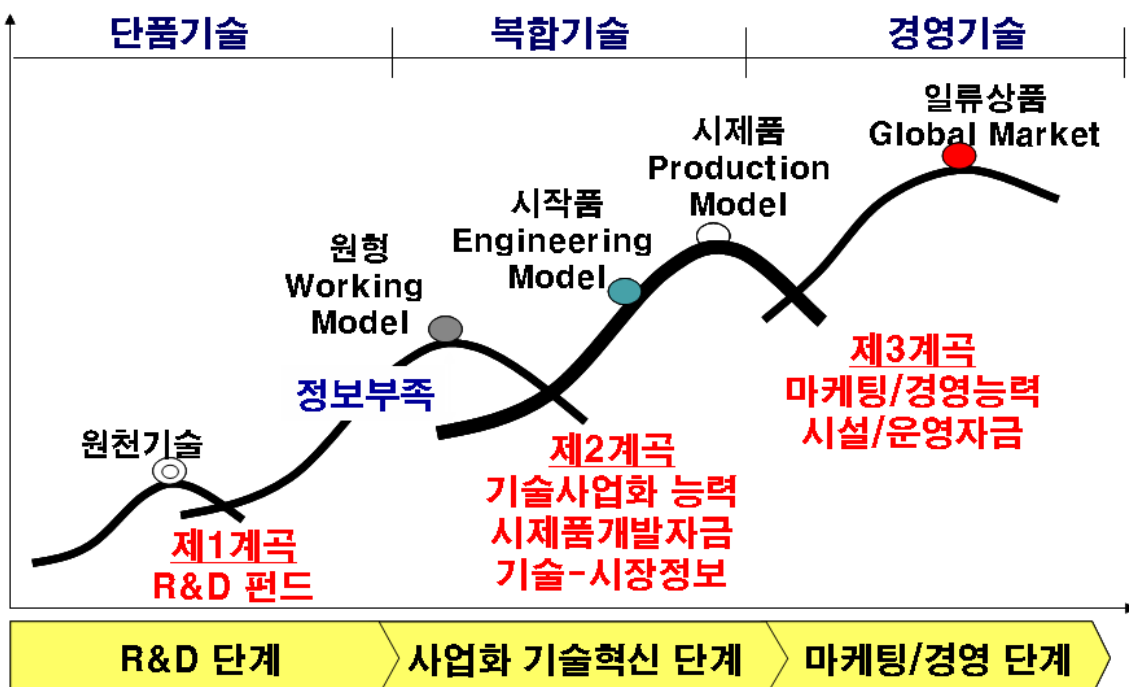 단품기술
복합기술
경영기술
일류상품
Global Market
시제품
Production
Model
시작품
Engineering
Model
원형
Working
Model
정보부족
원천기술
제1계곡
R&D 펀드
제2계곡
기술사업화 능력
시제품개발자금
기술-시장정보
제3계곡
마케팅/경영능력
시설/운영자금
R&D 단계
사업화 기술혁신 단계
마케팅/경영 단계